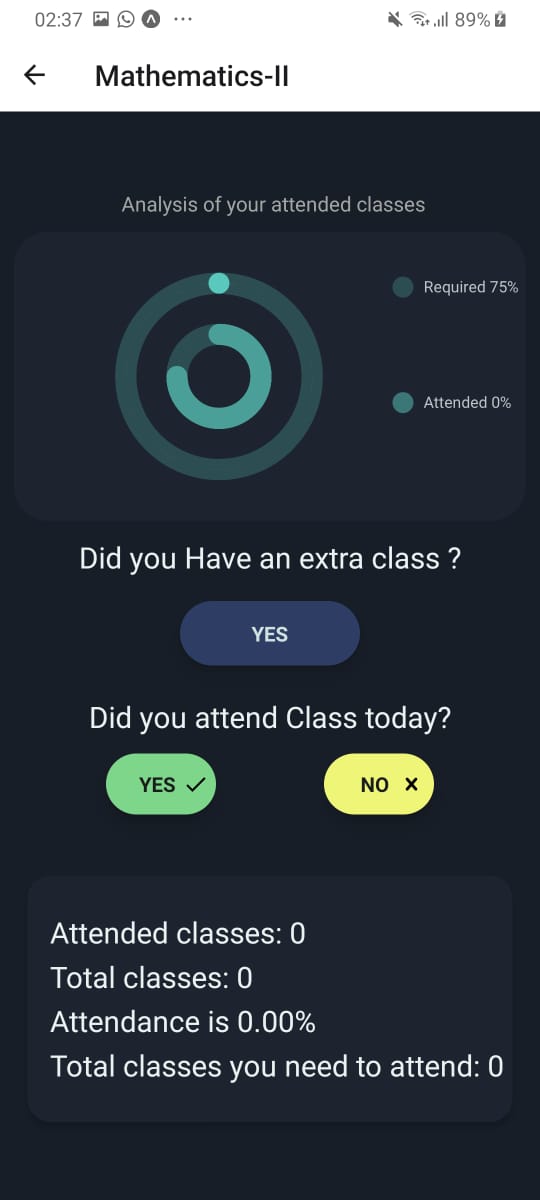 02:37 89%
Mathematics-II
Analysis of your attended classes
Required 75%
Attended 0%
Did you Have an extra class ?
YES
Did you attend Class today?
YES NO
Attended classes: 0
Total classes: 0
Attendance is 0.00%
Total classes you need to attend: 0